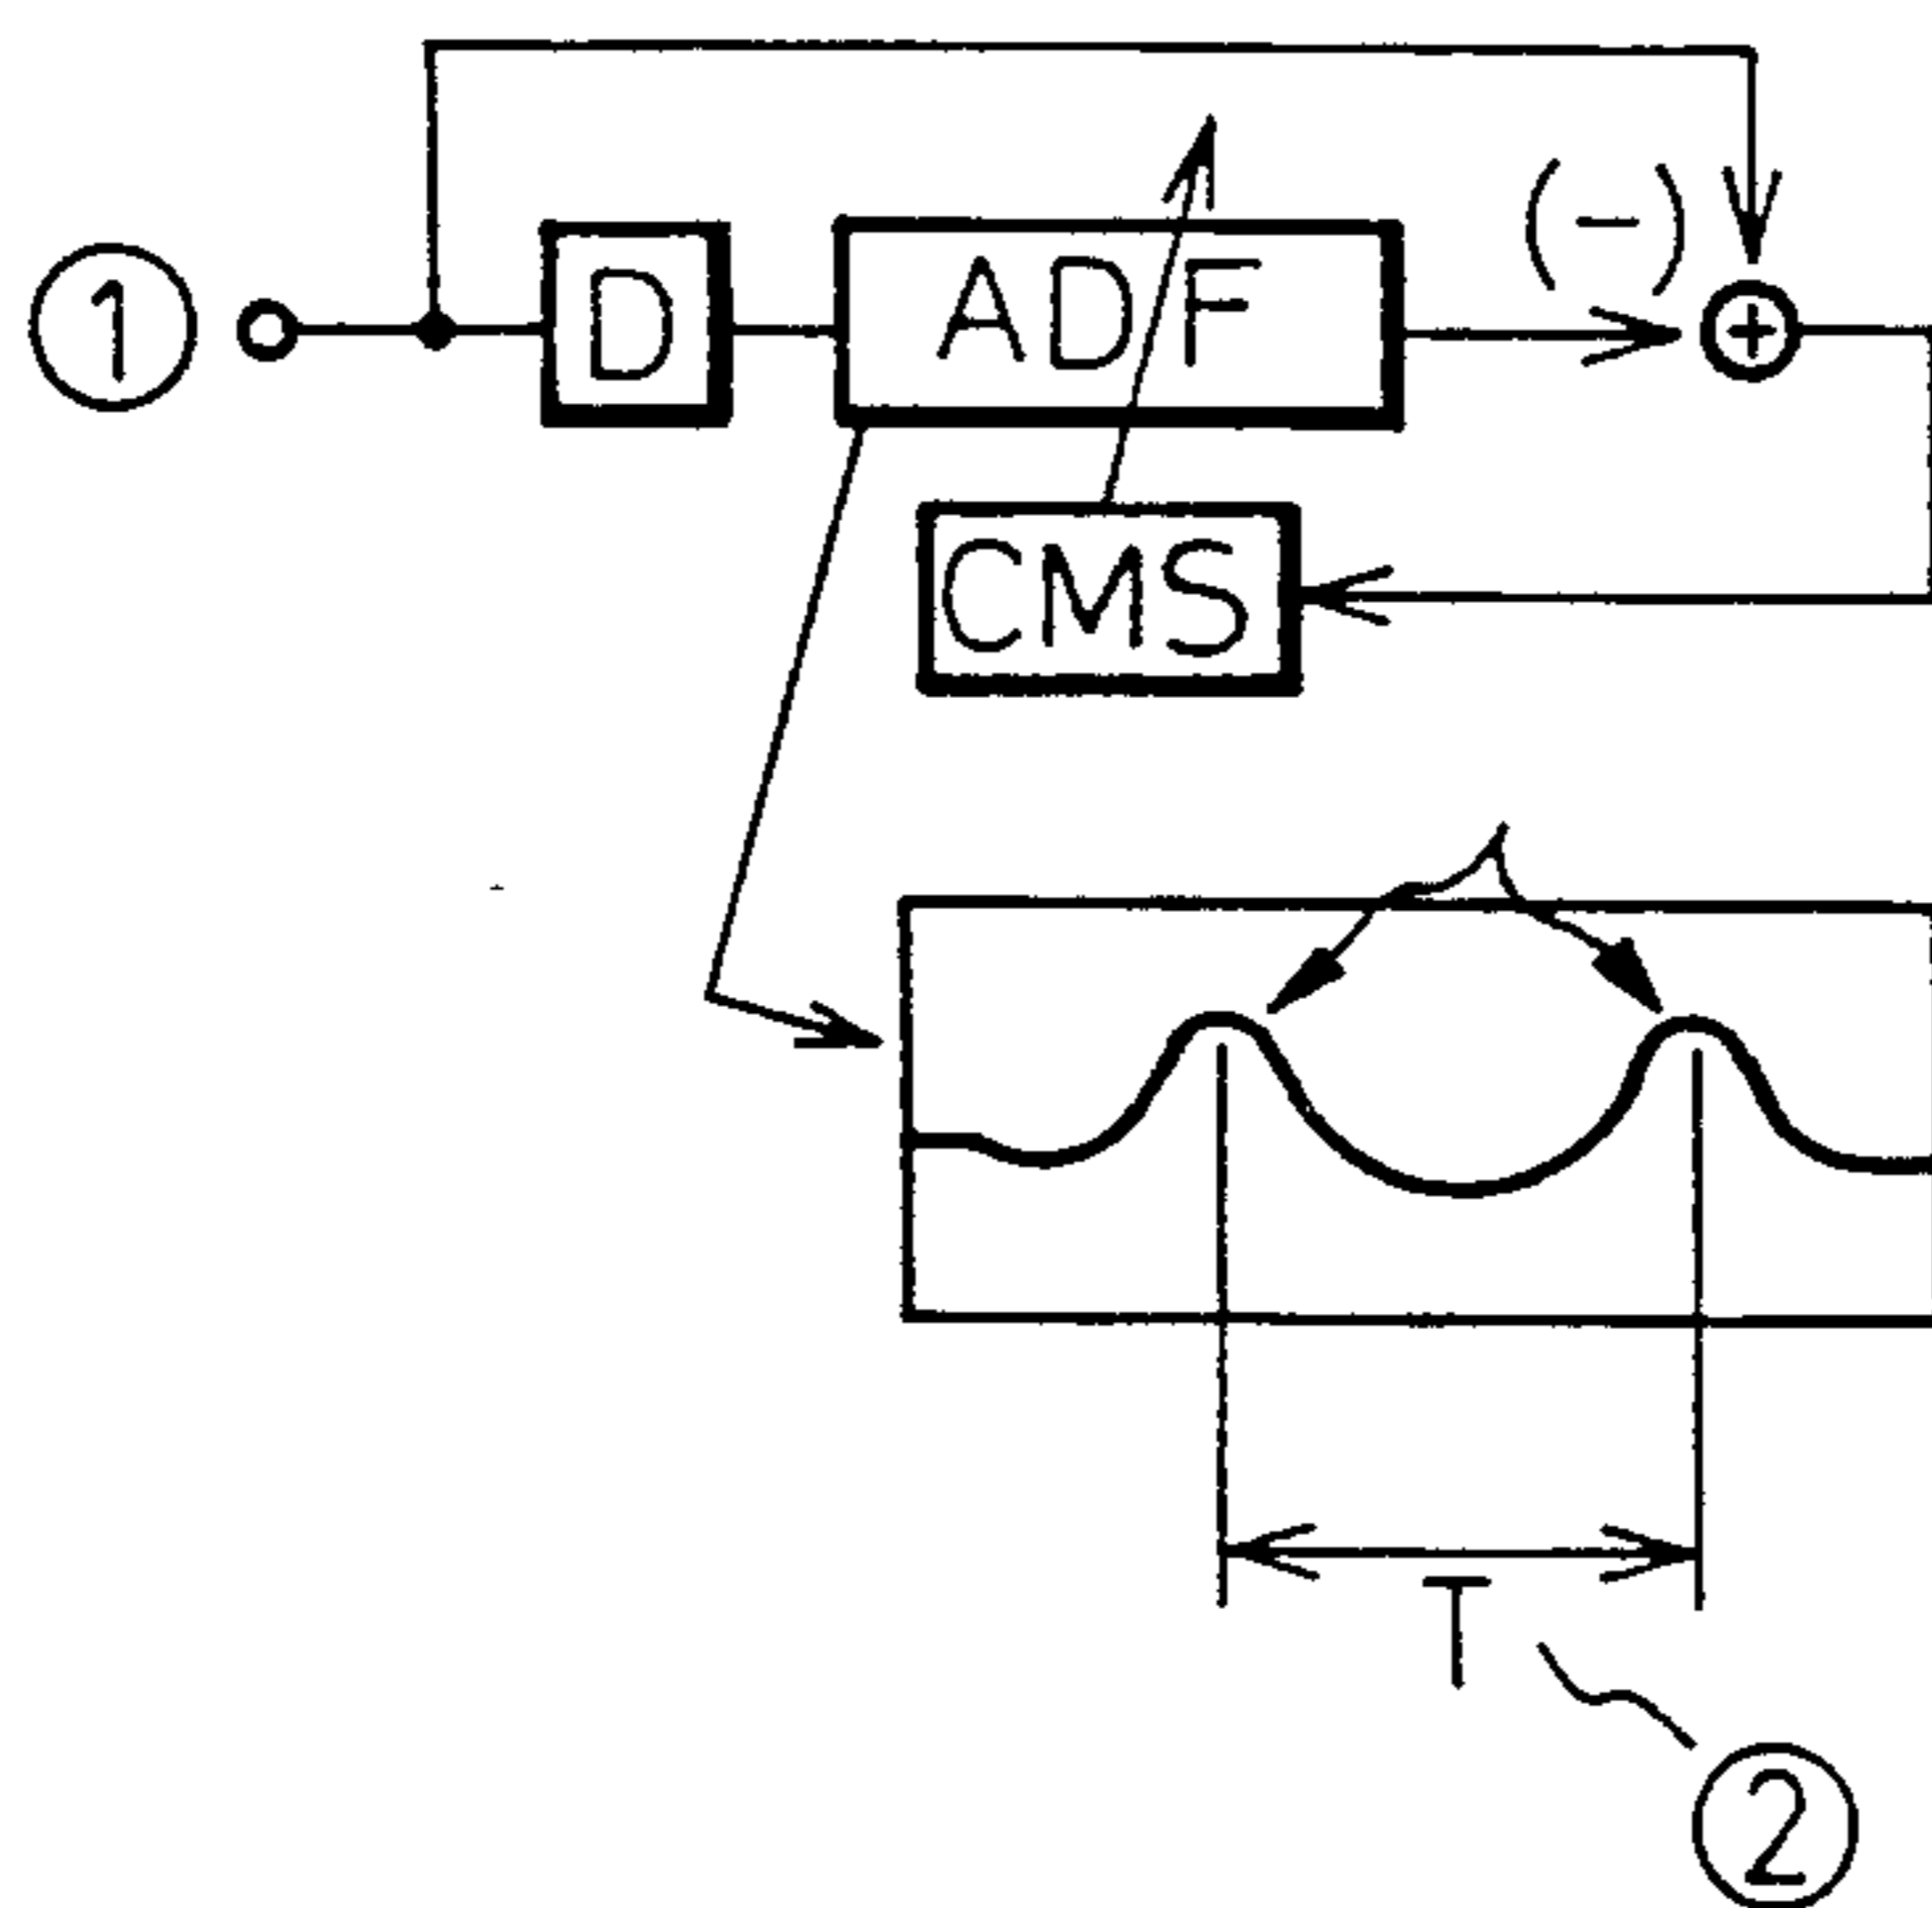 (-)
① D ADF +
CMS
T
②